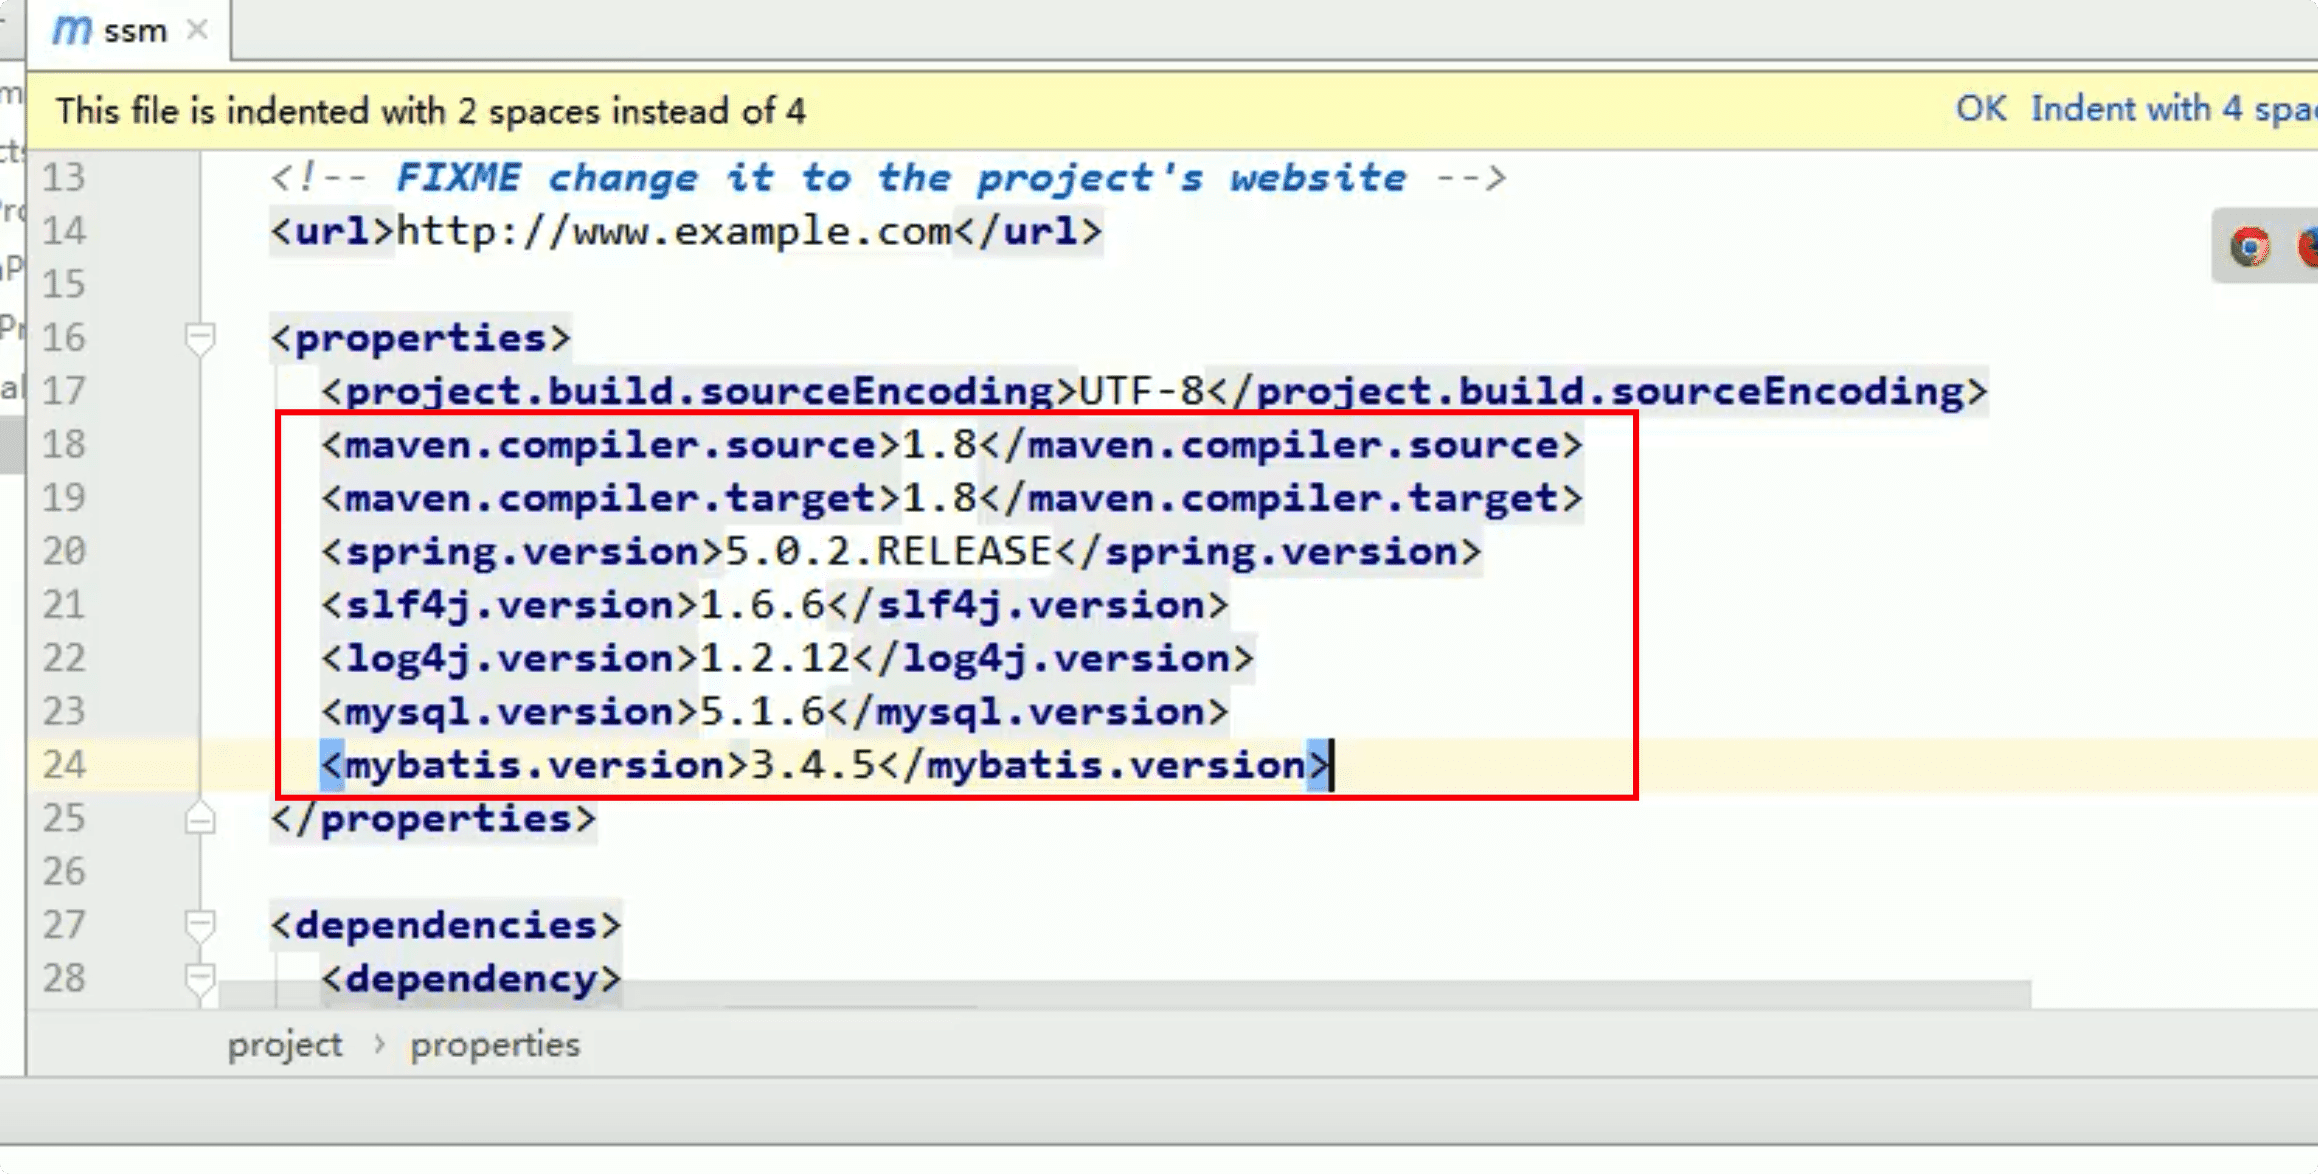 ssm
This file is indented with 2 spaces instead of 4 OK Indent with 4
13 <!-- FIXME change it to the project's website -->
14 <url>http://www.example.com</url>
15
16 <properties>
17 <project.build.sourceEncoding>UTF-8</project.build.sourceEncoding>
18 <maven.compiler.source>1.8</maven.compiler.source>
19 <maven.compiler.target>1.8</maven.compiler.target>
20 <spring.version>5.0.2.RELEASE</spring.version>
21 <slf4j.version>1.6.6</slf4j.version>
22 <log4j.version>1.2.12</log4j.version>
23 <mysql.version>5.1.6</mysql.version>
24 <mybatis.version>3.4.5</mybatis.version>
25 </properties>
26
27 <dependencies>
28 <dependency>
project › properties